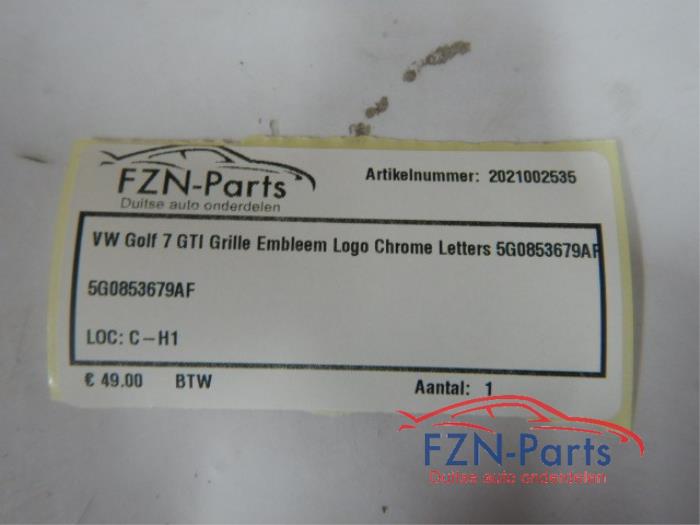 FZN-Parts
Duitse auto onderdelen
Artikelnummer: 2021002535
VW Golf 7 GTI Grille Embleem Logo Chrome Letters 5G0853679AF
5G0853679AF
LOC: C-H1
€ 49.00 BTW Aantal: 1
FZN-Parts
Duitse auto onderdelen